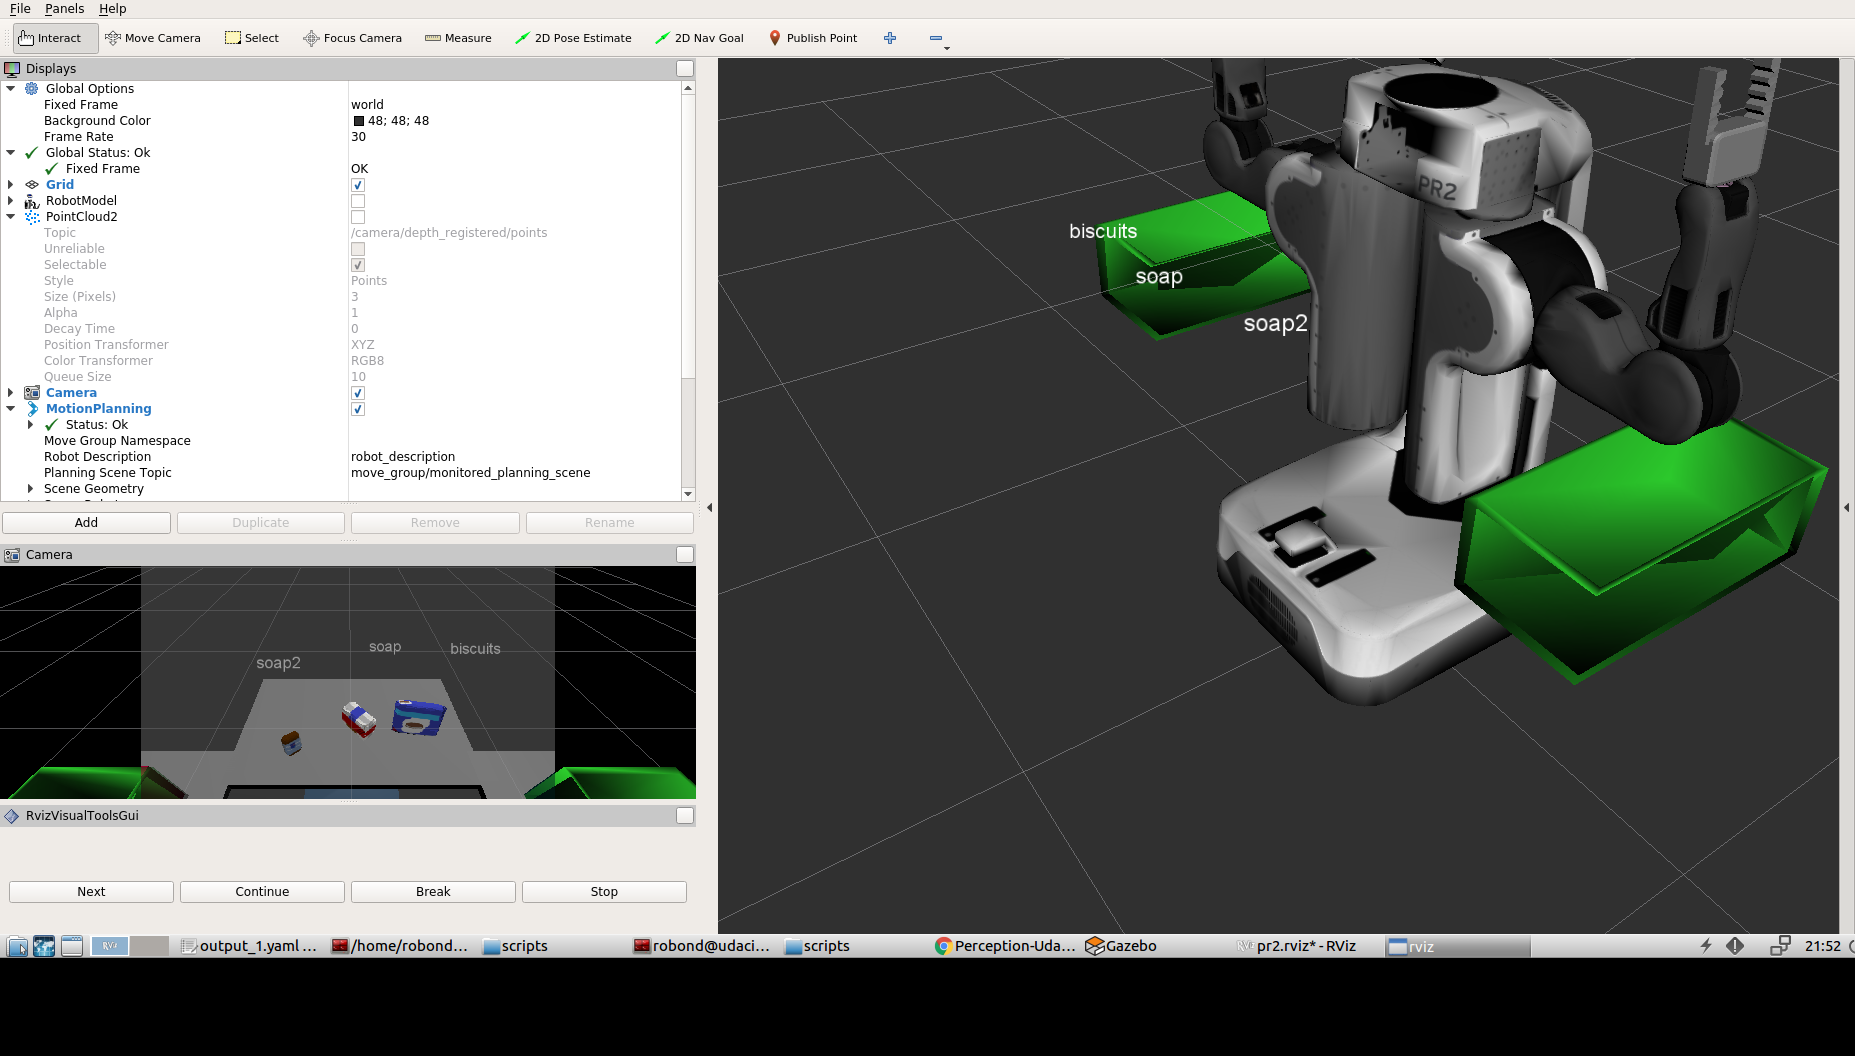 File Panels Help
Interact Move Camera Select Focus Camera Measure 2D Pose Estimate 2D Nav Goal Publish Point
Displays
Global Options
Fixed Frame world
Background Color 48; 48; 48
Frame Rate 30
Global Status: Ok
Fixed Frame OK
Grid
RobotModel
PointCloud2
Topic /camera/depth_registered/points
Unreliable
Selectable
Style Points
Size (Pixels) 3
Alpha 1
Decay Time 0
Position Transformer XYZ
Color Transformer RGB8
Queue Size 10
Camera
MotionPlanning
Status: Ok
Move Group Namespace
Robot Description robot_description
Planning Scene Topic move_group/monitored_planning_scene
Scene Geometry
Add Duplicate Remove Rename
Camera
soap2 soap biscuits
RvizVisualToolsGui
Next Continue Break Stop
PR2
biscuits
soap
soap2
RViz output_1.yaml ... /home/robond... scripts robond@udaci... scripts Perception-Uda... Gazebo pr2.rviz* - RViz rviz 21:52